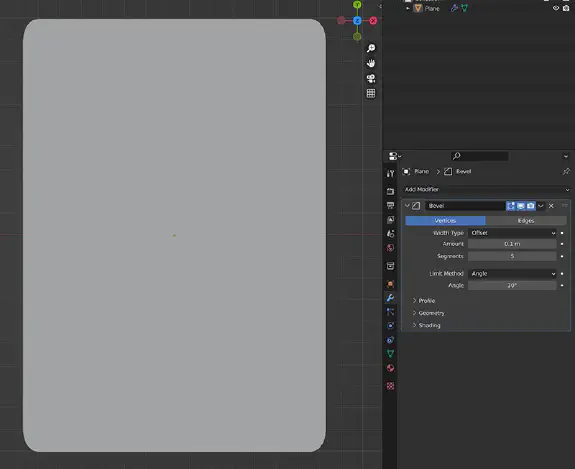 Y
Z
X
Plane
Plane > Bevel
Add Modifier
Bevel
Vertices Edges
Width Type Offset
Amount 0.1 m
Segments 5
Limit Method Angle
Angle 30°
Profile
Geometry
Shading